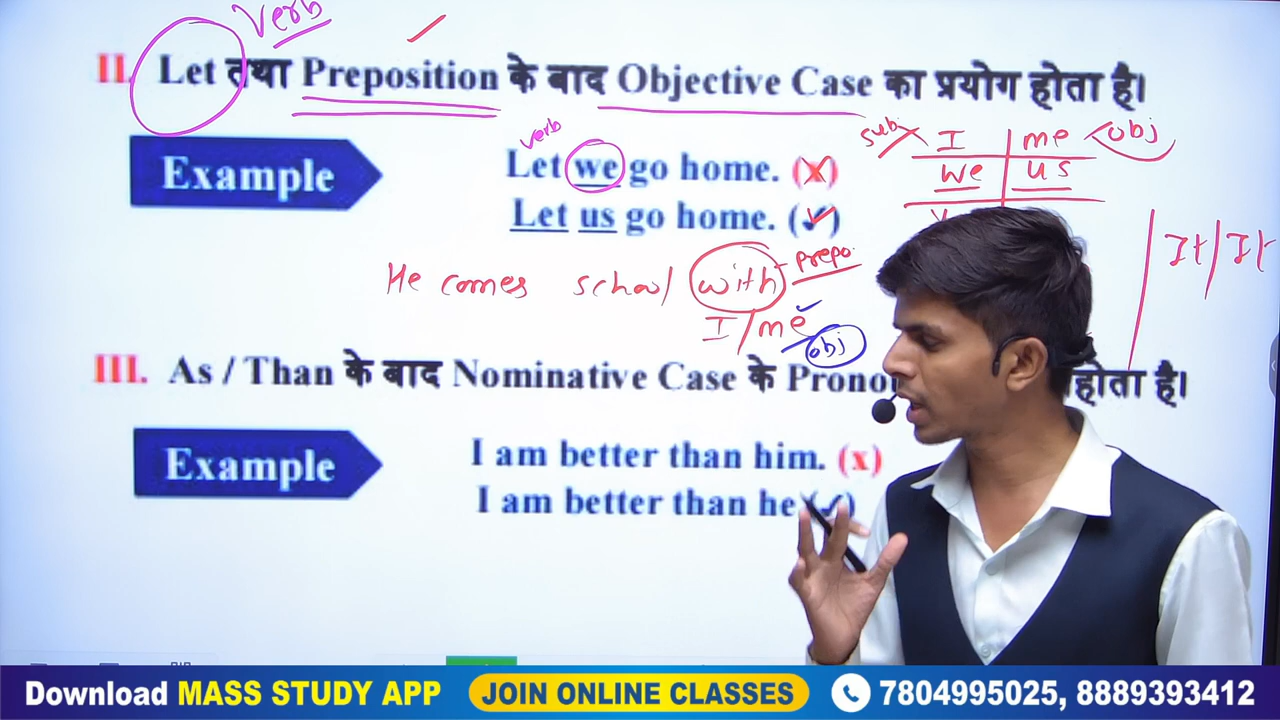 Verb
II. Let तथा Preposition के बाद Objective Case का प्रयोग होता है।
Example
verb
Let we go home. (x)
Let us go home. (✓)
sub I | me obj
we | us
It / It
He comes school with prepo.
I / me
obj
III. As / Than के बाद Nominative Case के होता है।
Example
I am better than him. (x)
I am better than he (✓)
Download MASS STUDY APP JOIN ONLINE CLASSES 7804995025, 8889393412